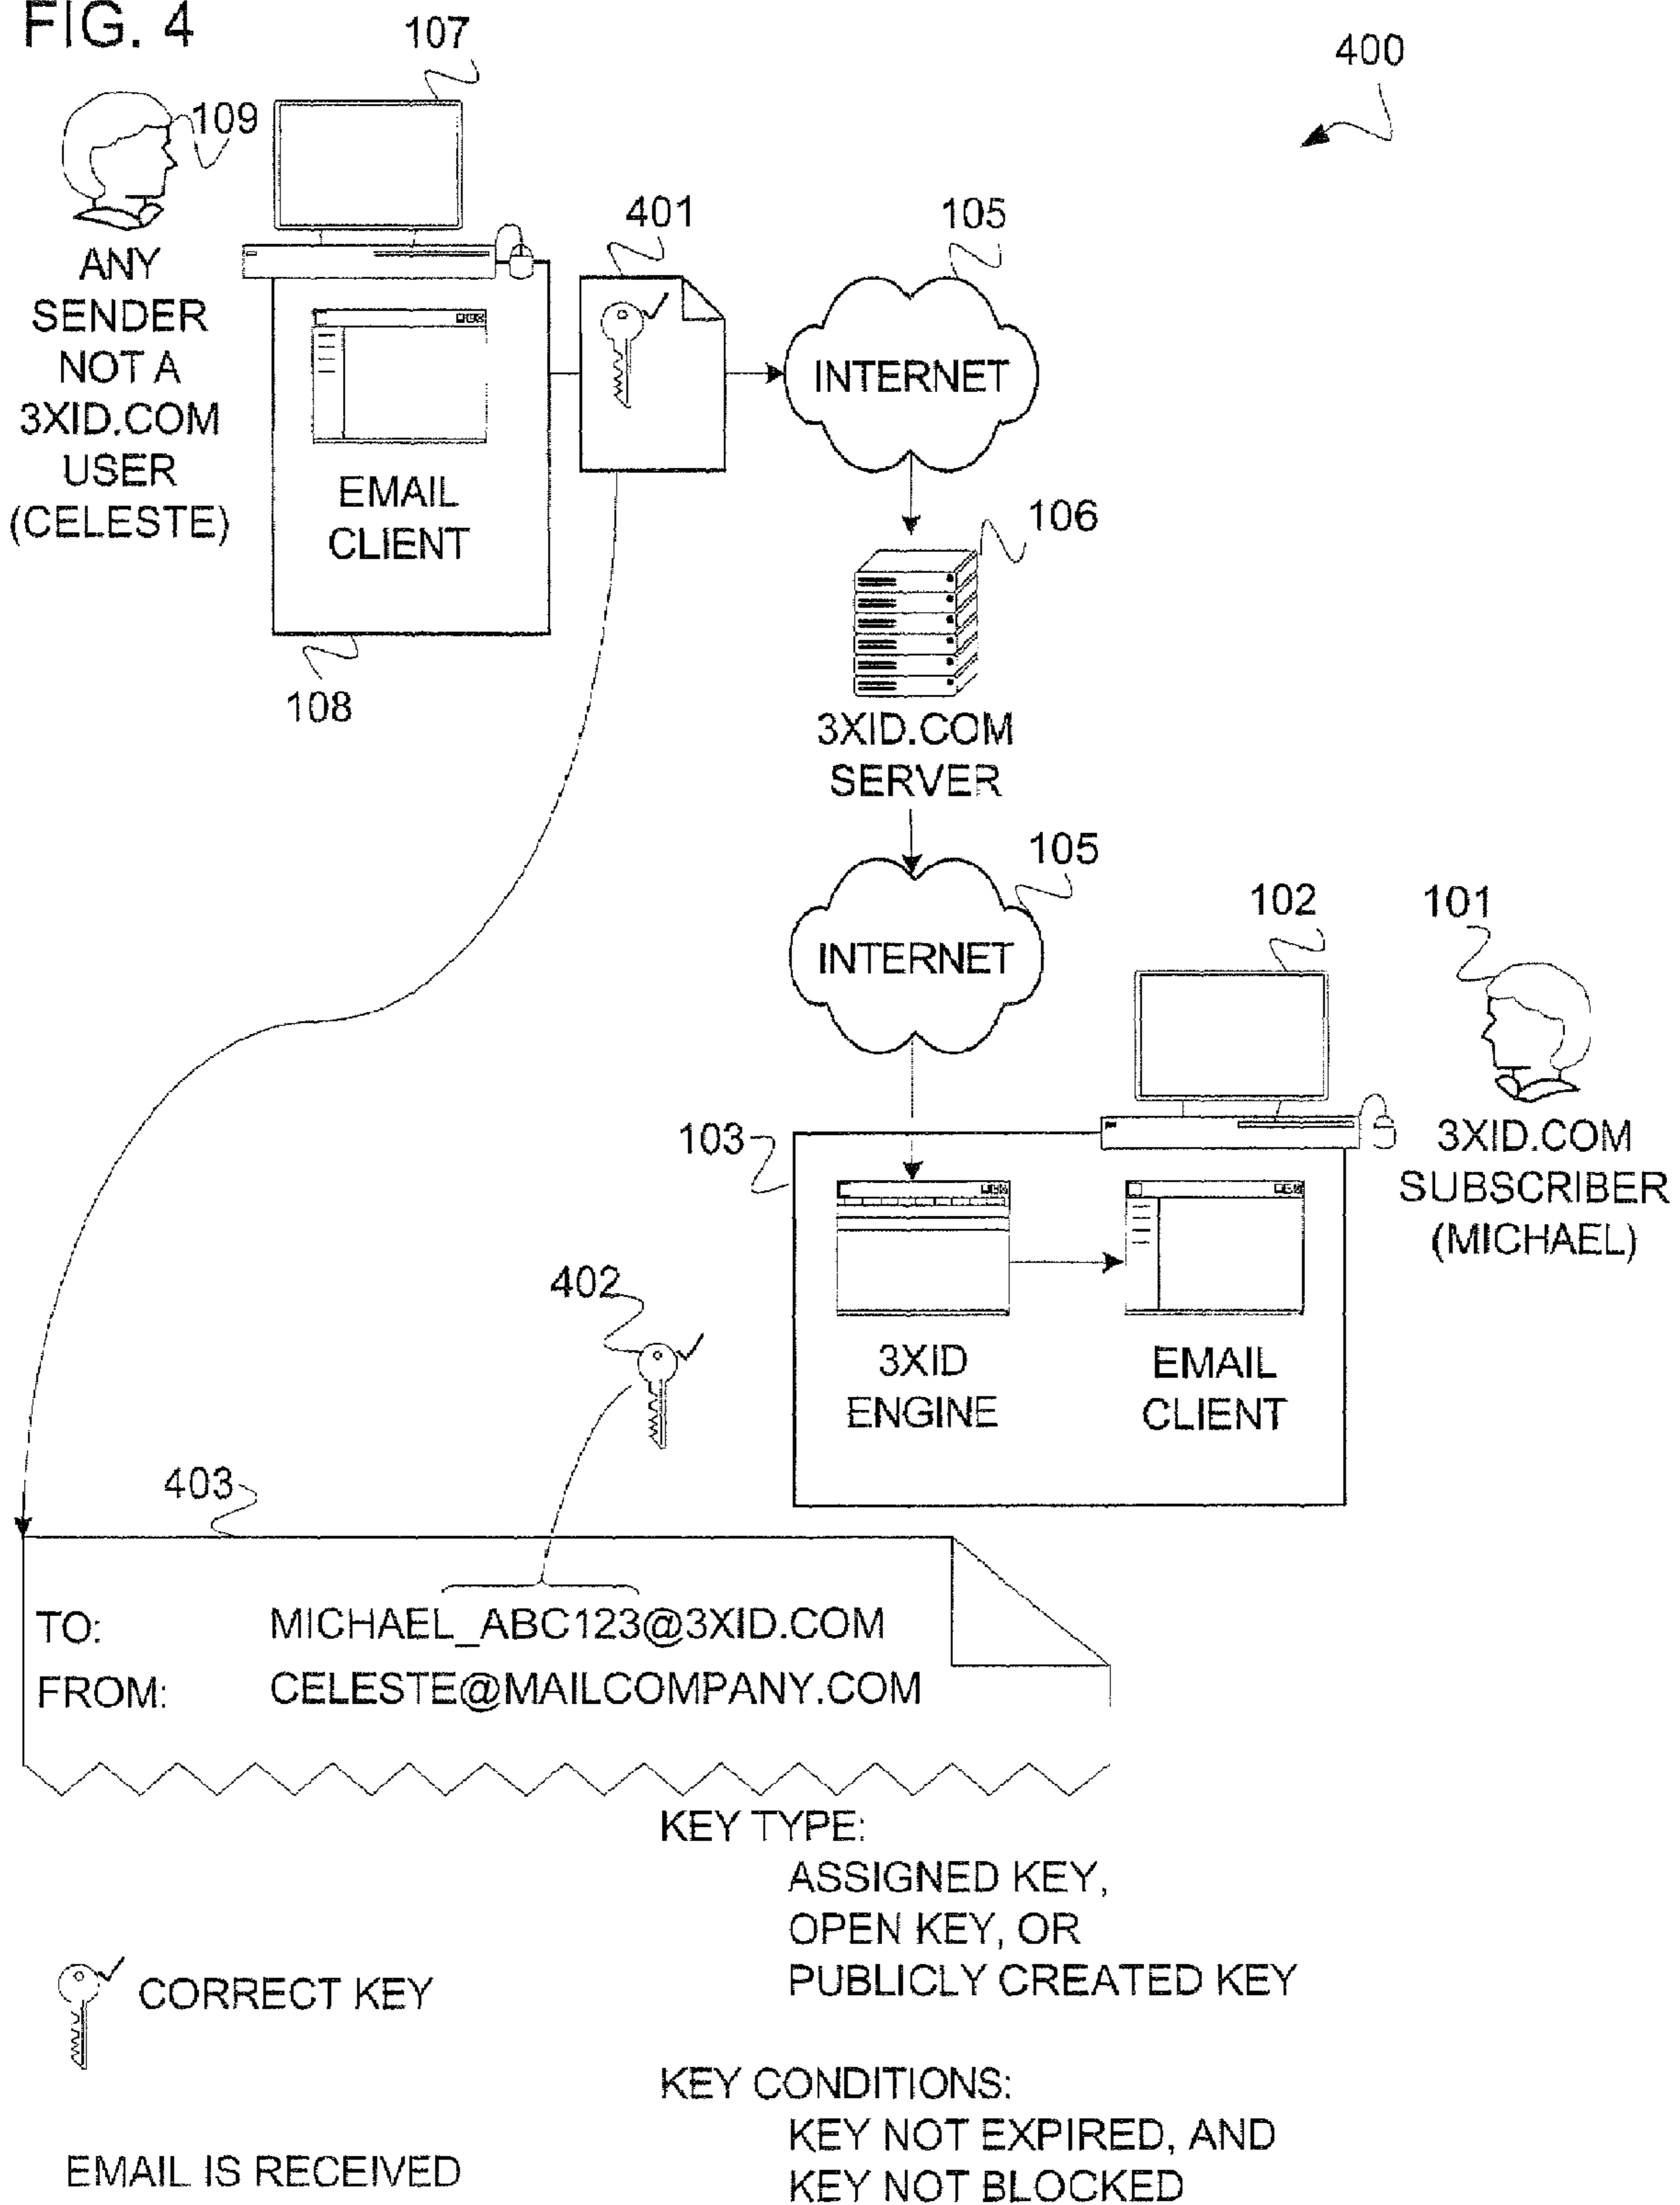 FIG. 4
107
400
109
401
105
ANY
SENDER
NOT A
3XID.COM
USER
(CELESTE)
INTERNET
EMAIL
CLIENT
106
108
3XID.COM
SERVER
105
102
101
INTERNET
103
3XID.COM
SUBSCRIBER
(MICHAEL)
402
3XID
ENGINE
EMAIL
CLIENT
403
TO: MICHAEL_ABC123@3XID.COM
FROM: CELESTE@MAILCOMPANY.COM
KEY TYPE:
ASSIGNED KEY,
OPEN KEY, OR
PUBLICLY CREATED KEY
CORRECT KEY
KEY CONDITIONS:
KEY NOT EXPIRED, AND
KEY NOT BLOCKED
EMAIL IS RECEIVED